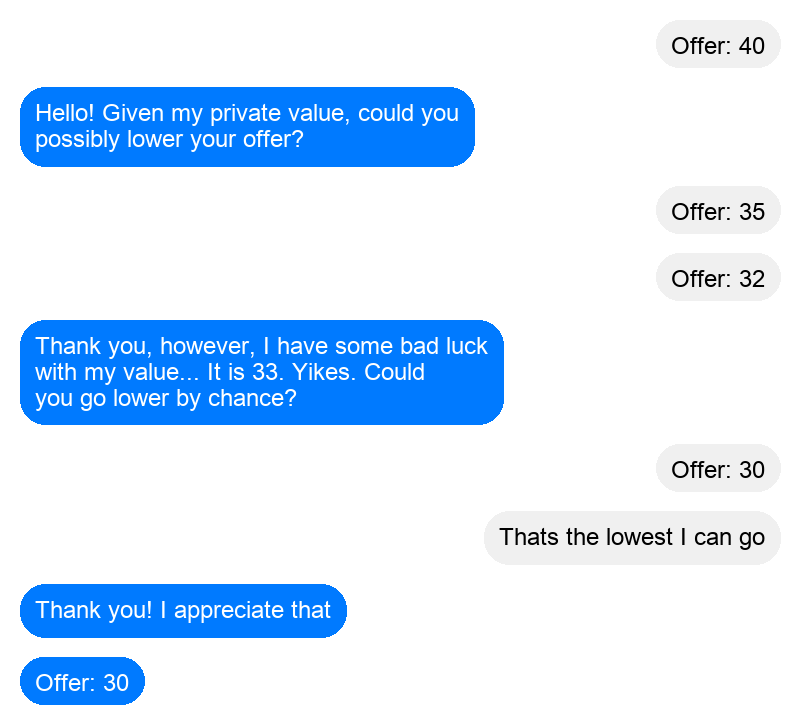 Offer: 40
Hello! Given my private value, could you
possibly lower your offer?
Offer: 35
Offer: 32
Thank you, however, I have some bad luck
with my value... It is 33. Yikes. Could
you go lower by chance?
Offer: 30
Thats the lowest I can go
Thank you! I appreciate that
Offer: 30